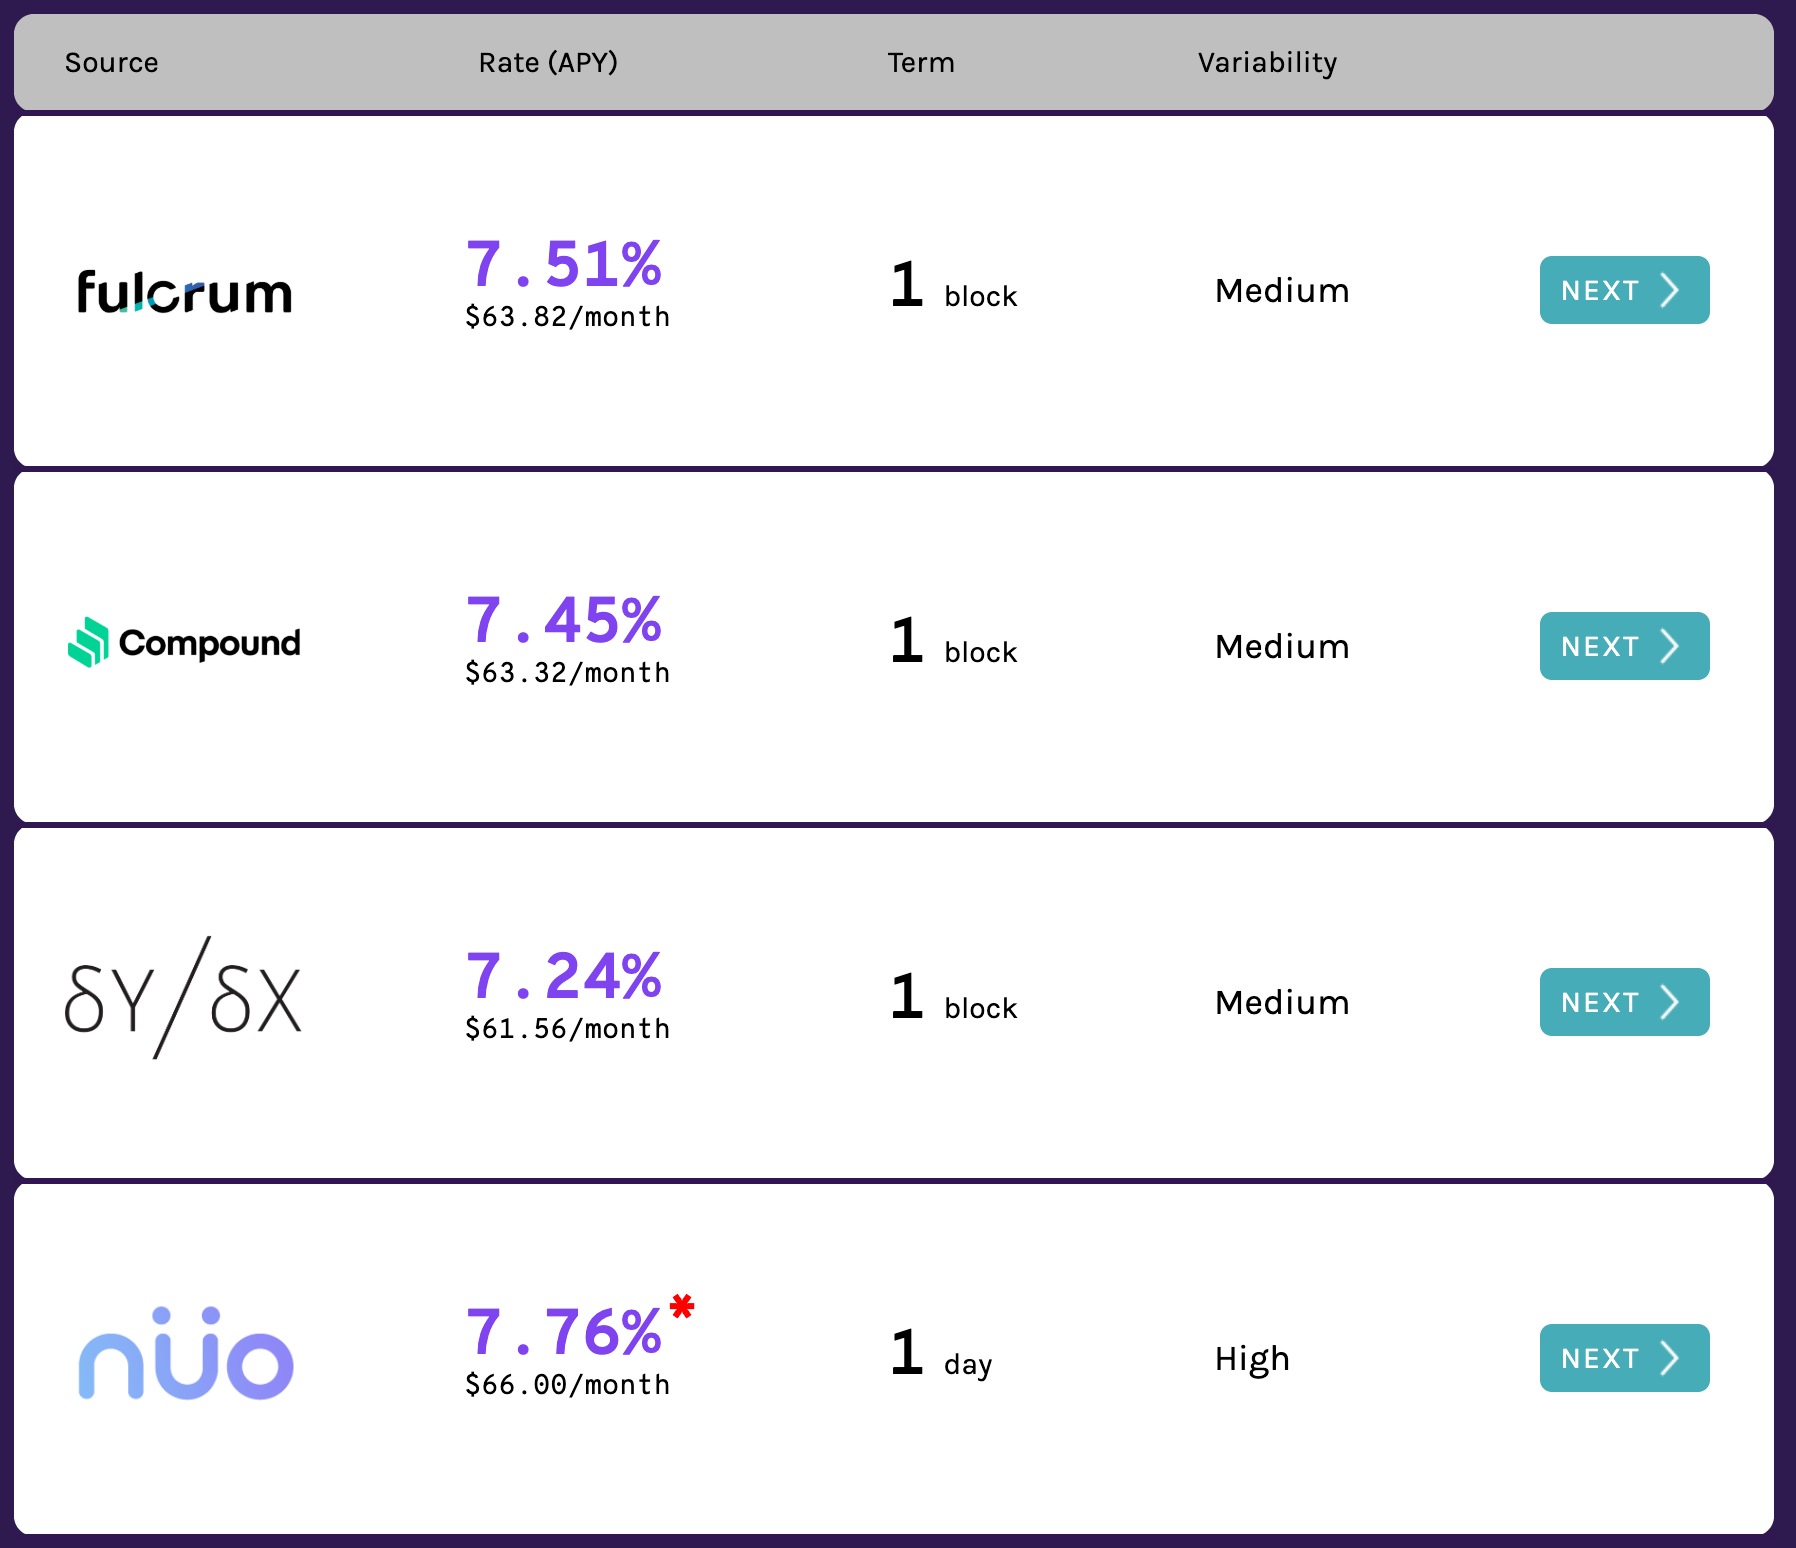 Source Rate (APY) Term Variability
fulcrum 7.51% 1 block Medium NEXT
$63.82/month
Compound 7.45% 1 block Medium NEXT
$63.32/month
δY/δX 7.24% 1 block Medium NEXT
$61.56/month
nüo 7.76%* 1 day High NEXT
$66.00/month